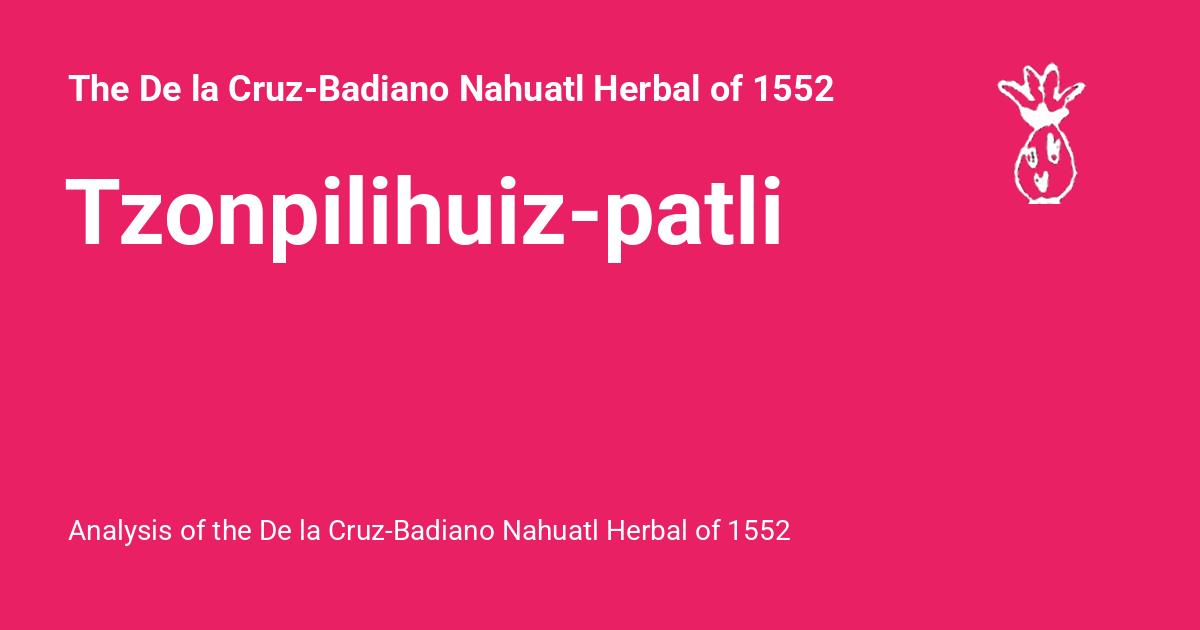 The De la Cruz-Badiano Nahuatl Herbal of 1552
Tzonpilihuiz-patli
Analysis of the De la Cruz-Badiano Nahuatl Herbal of 1552